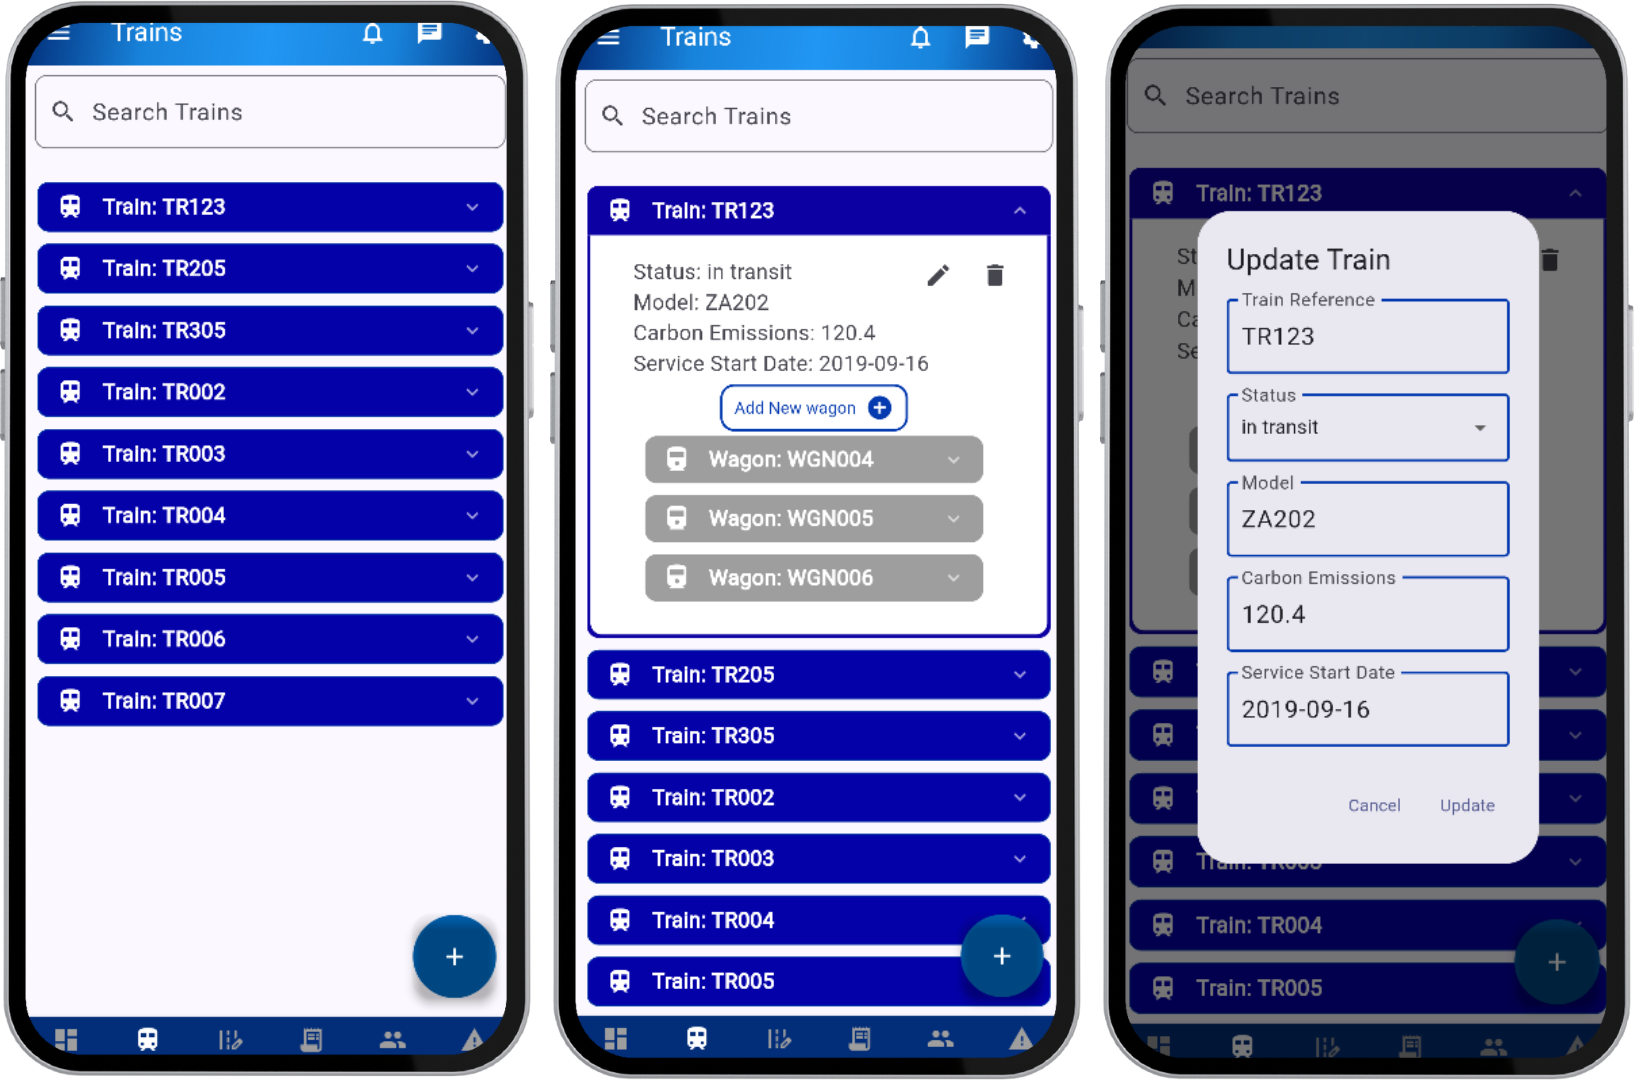 Trains
Search Trains
Train: TR123
Train: TR205
Train: TR305
Train: TR002
Train: TR003
Train: TR004
Train: TR005
Train: TR006
Train: TR007
+
Trains
Search Trains
Train: TR123
Status: in transit
Model: ZA202
Carbon Emissions: 120.4
Service Start Date: 2019-09-16
Add New wagon
Wagon: WGN004
Wagon: WGN005
Wagon: WGN006
Train: TR205
Train: TR305
Train: TR002
Train: TR003
Train: TR004
Train: TR005
+
Search Trains
Train: TR123
Update Train
Train Reference
TR123
Status
in transit
Model
ZA202
Carbon Emissions
120.4
Service Start Date
2019-09-16
Cancel Update
Train: TR003
Train: TR004
Train: TR005
+